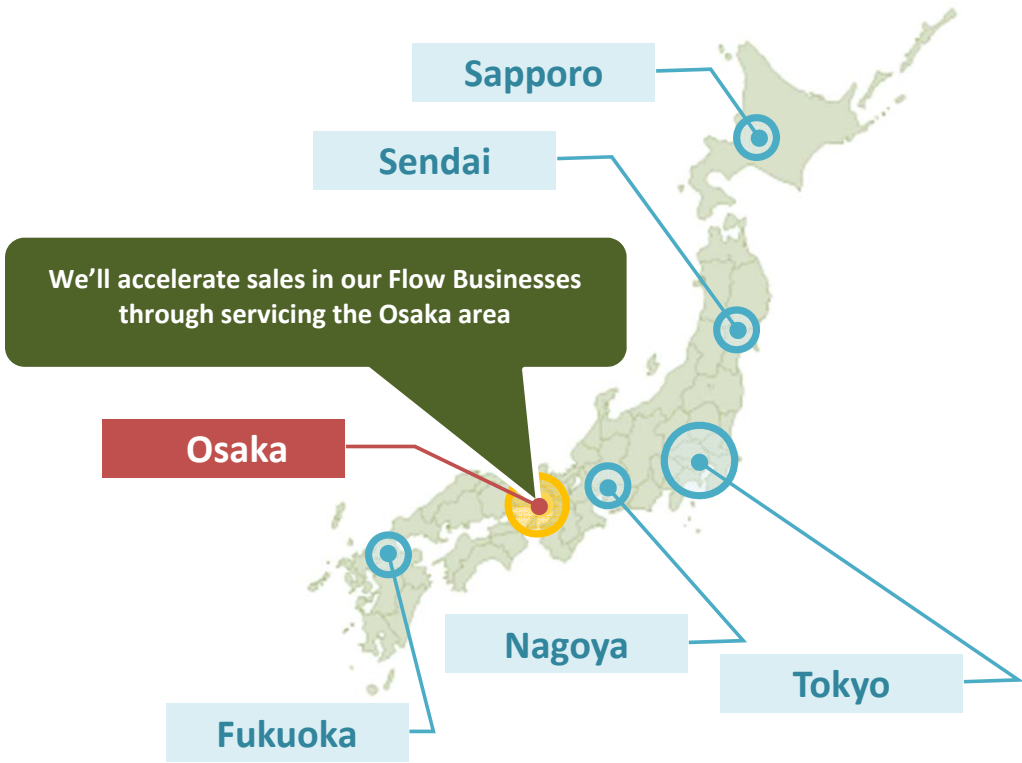 Sapporo
Sendai
We’ll accelerate sales in our Flow Businesses
through servicing the Osaka area
Osaka
Nagoya
Tokyo
Fukuoka